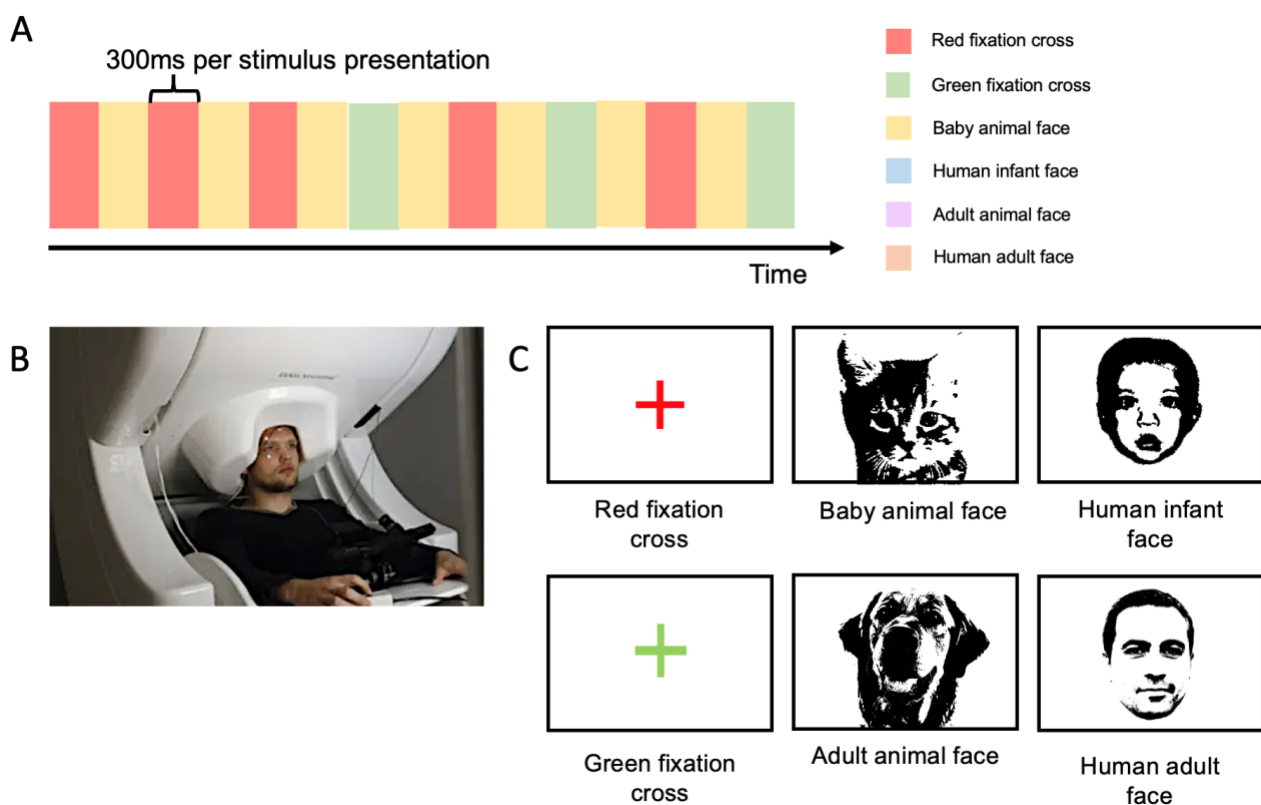 A
300ms per stimulus presentation
Time
Red fixation cross
Green fixation cross
Baby animal face
Human infant face
Adult animal face
Human adult face
B
C
Red fixation
cross
Baby animal face
Human infant
face
Green fixation
cross
Adult animal face
Human adult
face